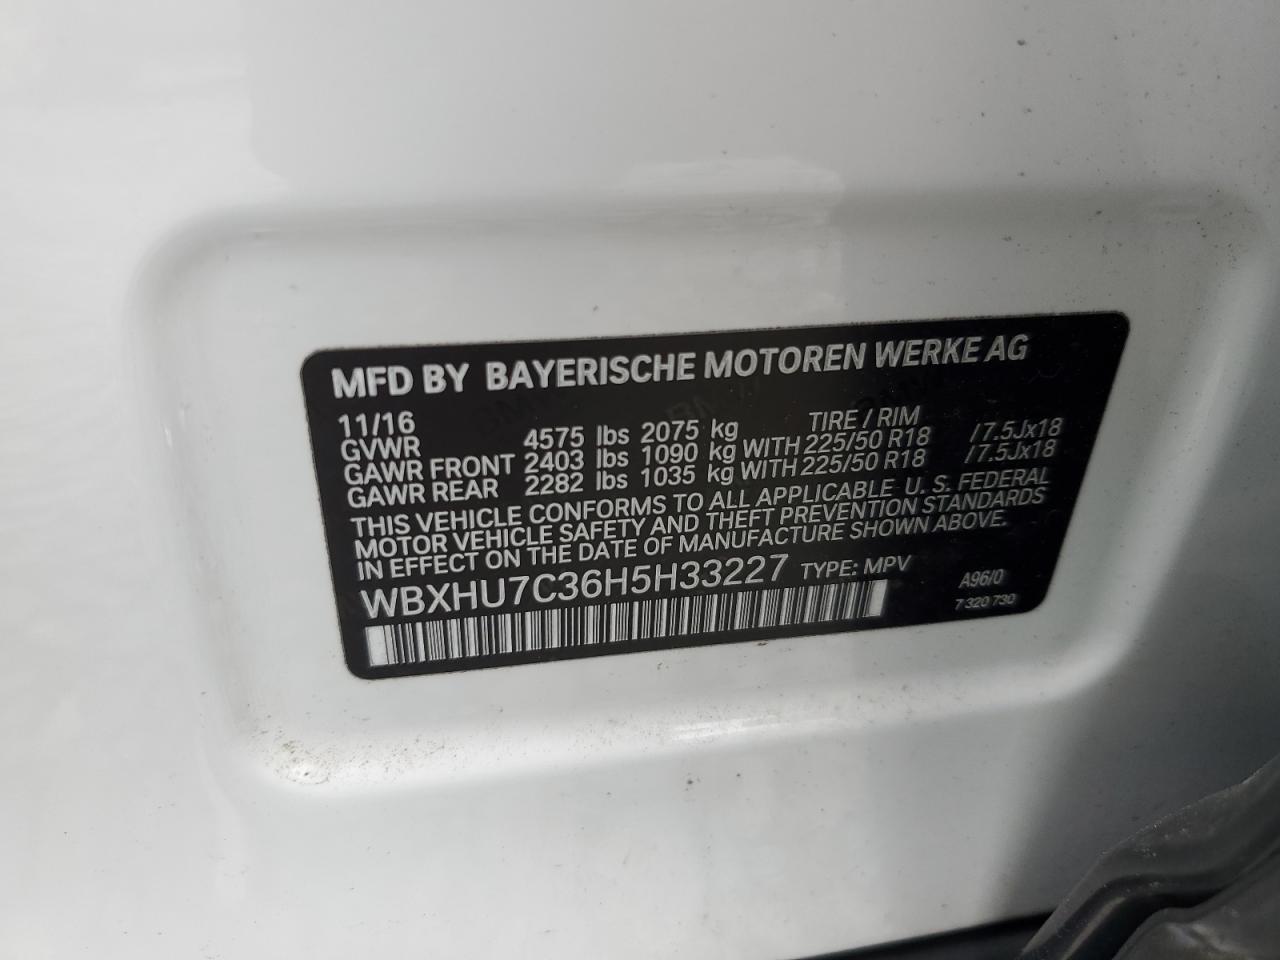 MFD BY BAYERISCHE MOTOREN WERKE AG
11/16 TIRE / RIM
GVWR 4575 lbs 2075 kg
GAWR FRONT 2403 lbs 1090 kg WITH 225/50 R18 /7.5Jx18
GAWR REAR 2282 lbs 1035 kg WITH 225/50 R18 /7.5Jx18
THIS VEHICLE CONFORMS TO ALL APPLICABLE U. S. FEDERAL
MOTOR VEHICLE SAFETY AND THEFT PREVENTION STANDARDS
IN EFFECT ON THE DATE OF MANUFACTURE SHOWN ABOVE.
WBXHU7C36H5H33227 TYPE: MPV A96/0
7 320 730